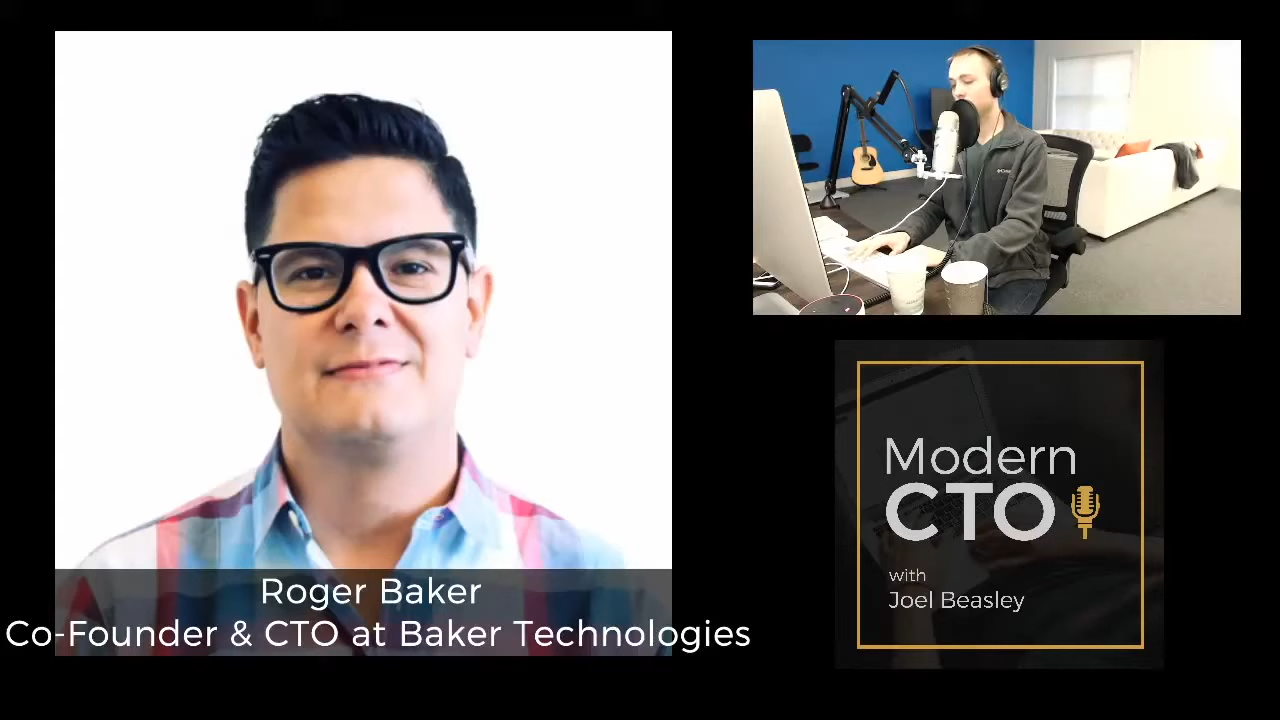 Roger Baker
Co-Founder & CTO at Baker Technologies
Modern
CTO
with
Joel Beasley